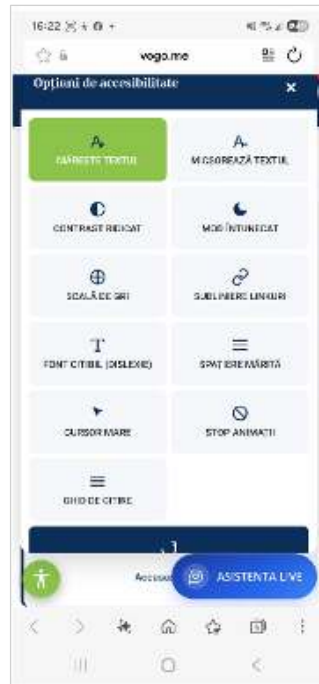 16:22
vogo.me
Opțiuni de accesibilitate
MĂREȘTE TEXTUL
MICȘOREAZĂ TEXTUL
CONTRAST RIDICAT
MOD ÎNTUNECAT
SCALĂ DE GRI
SUBLINIERE LINKURI
FONT CITIBIL (DISLEXIE)
SPAȚIERE MĂRITĂ
CURSOR MARE
STOP ANIMAȚII
GHID DE CITIRE
ASISTENTA LIVE